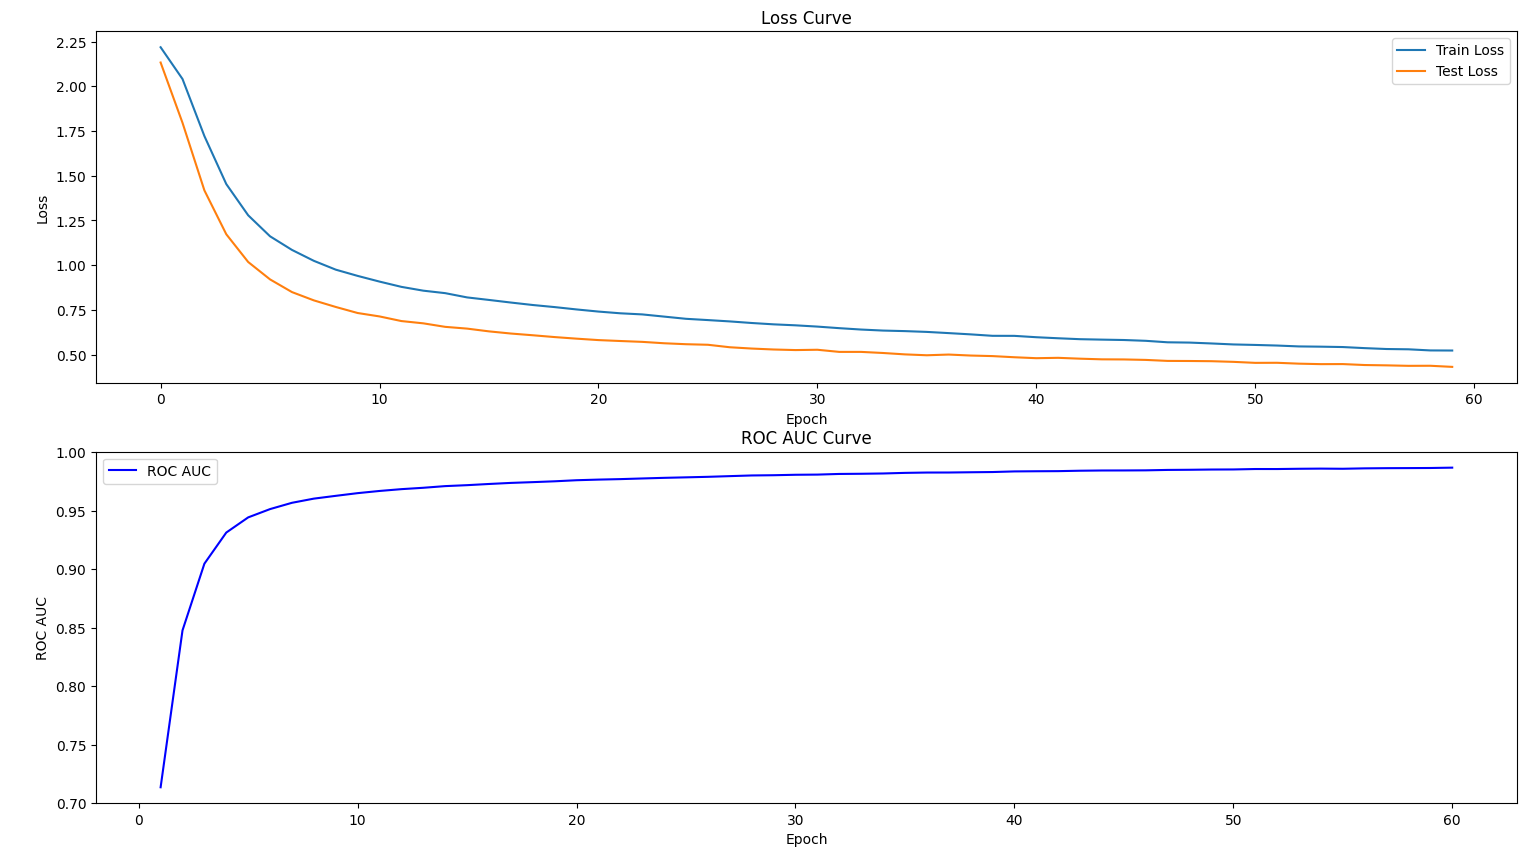 Loss Curve
2.25
2.00
1.75
1.50
1.25
1.00
0.75
0.50
Loss
Train Loss
Test Loss
0 10 20 30 40 50 60
Epoch
ROC AUC Curve
1.00
0.95
0.90
0.85
0.80
0.75
0.70
ROC AUC
ROC AUC
0 10 20 30 40 50 60
Epoch